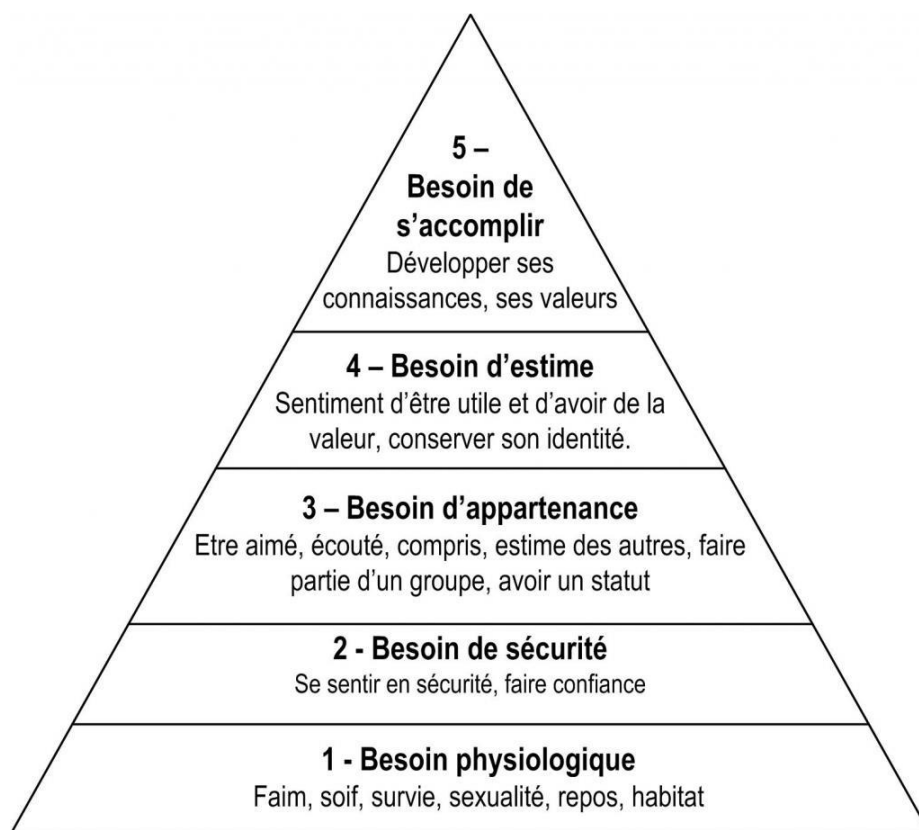 5 –
Besoin de
s’accomplir
Développer ses
connaissances, ses valeurs
4 – Besoin d’estime
Sentiment d’être utile et d’avoir de la
valeur, conserver son identité.
3 – Besoin d’appartenance
Etre aimé, écouté, compris, estime des autres, faire
partie d’un groupe, avoir un statut
2 - Besoin de sécurité
Se sentir en sécurité, faire confiance
1 - Besoin physiologique
Faim, soif, survie, sexualité, repos, habitat